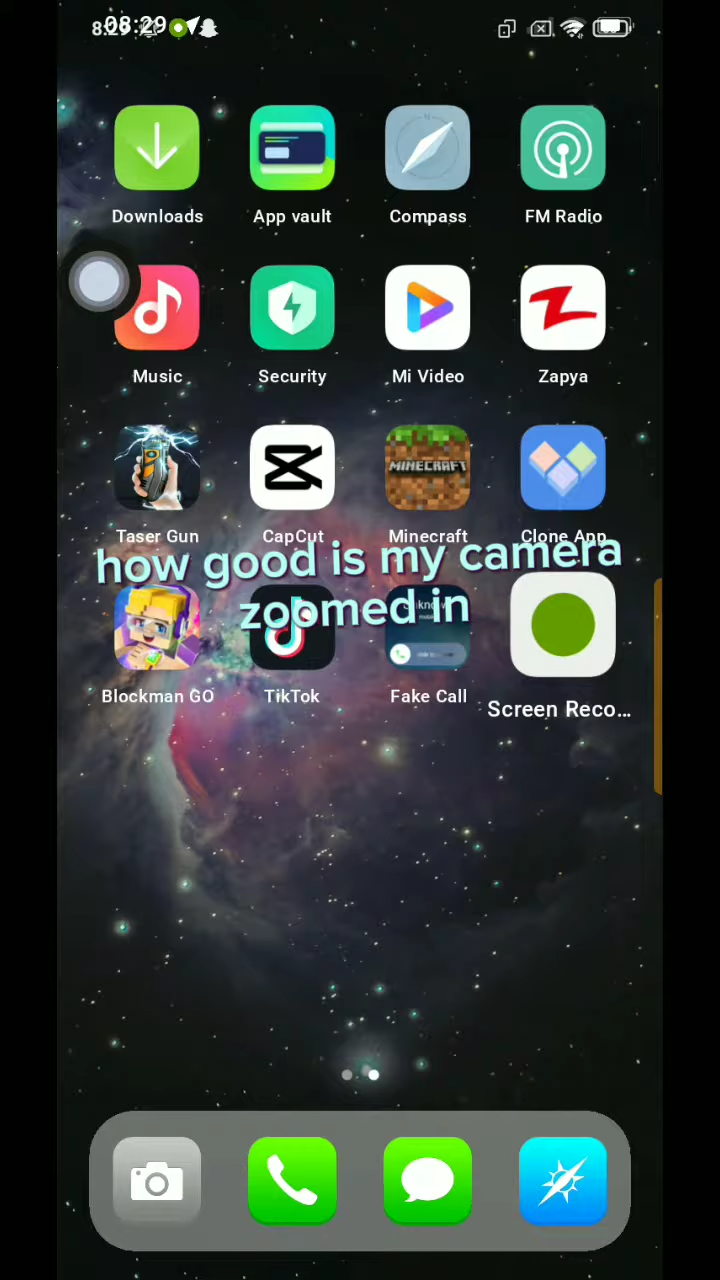 08:29
Downloads
App vault
Compass
FM Radio
Music
Security
Mi Video
Zapya
MINECRAFT
Taser Gun
CapCut
Minecraft
Clone App
how good is my camera
zoomed in
Blockman GO
TikTok
Fake Call
Screen Reco...